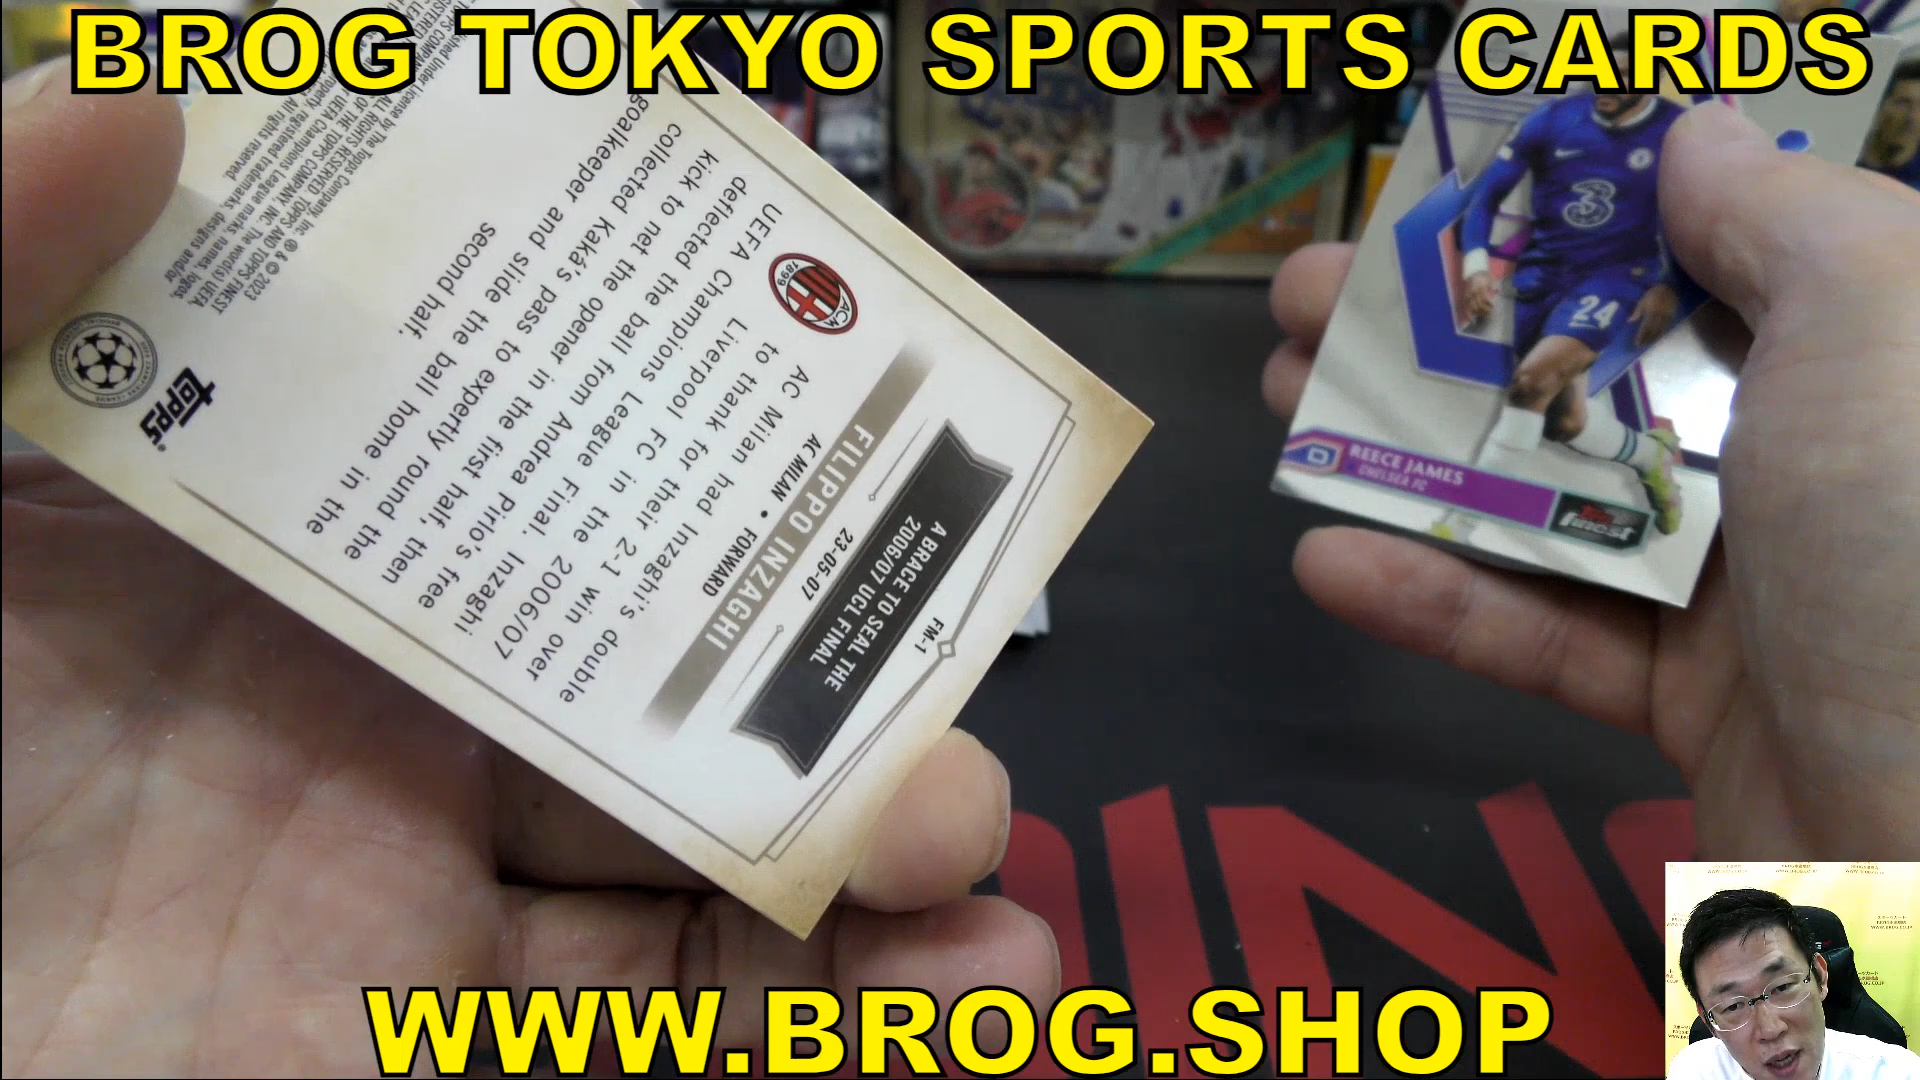 BROG TOKYO SPORTS CARDS
FM-1
A BRACE TO SEAL THE
2006/07 UCL FINAL
23-05-07
FILIPPO INZAGHI
AC MILAN • FORWARD
ACM
1899
AC Milan had Inzaghi's double
to thank for their 2-1 win over
Liverpool FC in the 2006/07
UEFA Champions League Final. Inzaghi
deflected the ball from Andrea Pirlo's free
kick to net the opener in the first half, then
collected Kaká's pass to expertly round the
goalkeeper and slide the ball home in the
second half.
topps
3
24
REECE JAMES
CHELSEA FC
Topps
finest
WWW.BROG.SHOP